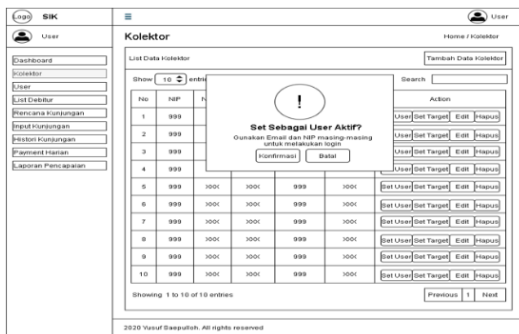 Logo SIK
User
User
Kolektor
Home / Kolektor
Dashboard
Kolektor
User
List Debitur
Rencana Kunjungan
Input Kunjungan
Histori Kunjungan
Payment Harian
Laporan Pencapaian
List Data Kolektor
Tambah Data Kolektor
Show 10 entri
Search
No NIP N Action
1 999 User Set Target Edit Hapus
2 999 User Set Target Edit Hapus
3 999 User Set Target Edit Hapus
4 999 User Set Target Edit Hapus
5 999 XXX XXX 999 XXX Set User Set Target Edit Hapus
6 999 XXX XXX 999 XXX Set User Set Target Edit Hapus
7 999 XXX XXX 999 XXX Set User Set Target Edit Hapus
8 999 XXX XXX 999 XXX Set User Set Target Edit Hapus
9 999 XXX XXX 999 XXX Set User Set Target Edit Hapus
10 999 XXX XXX 999 XXX Set User Set Target Edit Hapus
!
Set Sebagai User Aktif?
Gunakan Email dan NIP masing-masing
untuk melakukan login
Konfirmasi Batal
Showing 1 to 10 of 10 entries
Previous 1 Next
2020 Yusuf Saepulloh. All rights reserved